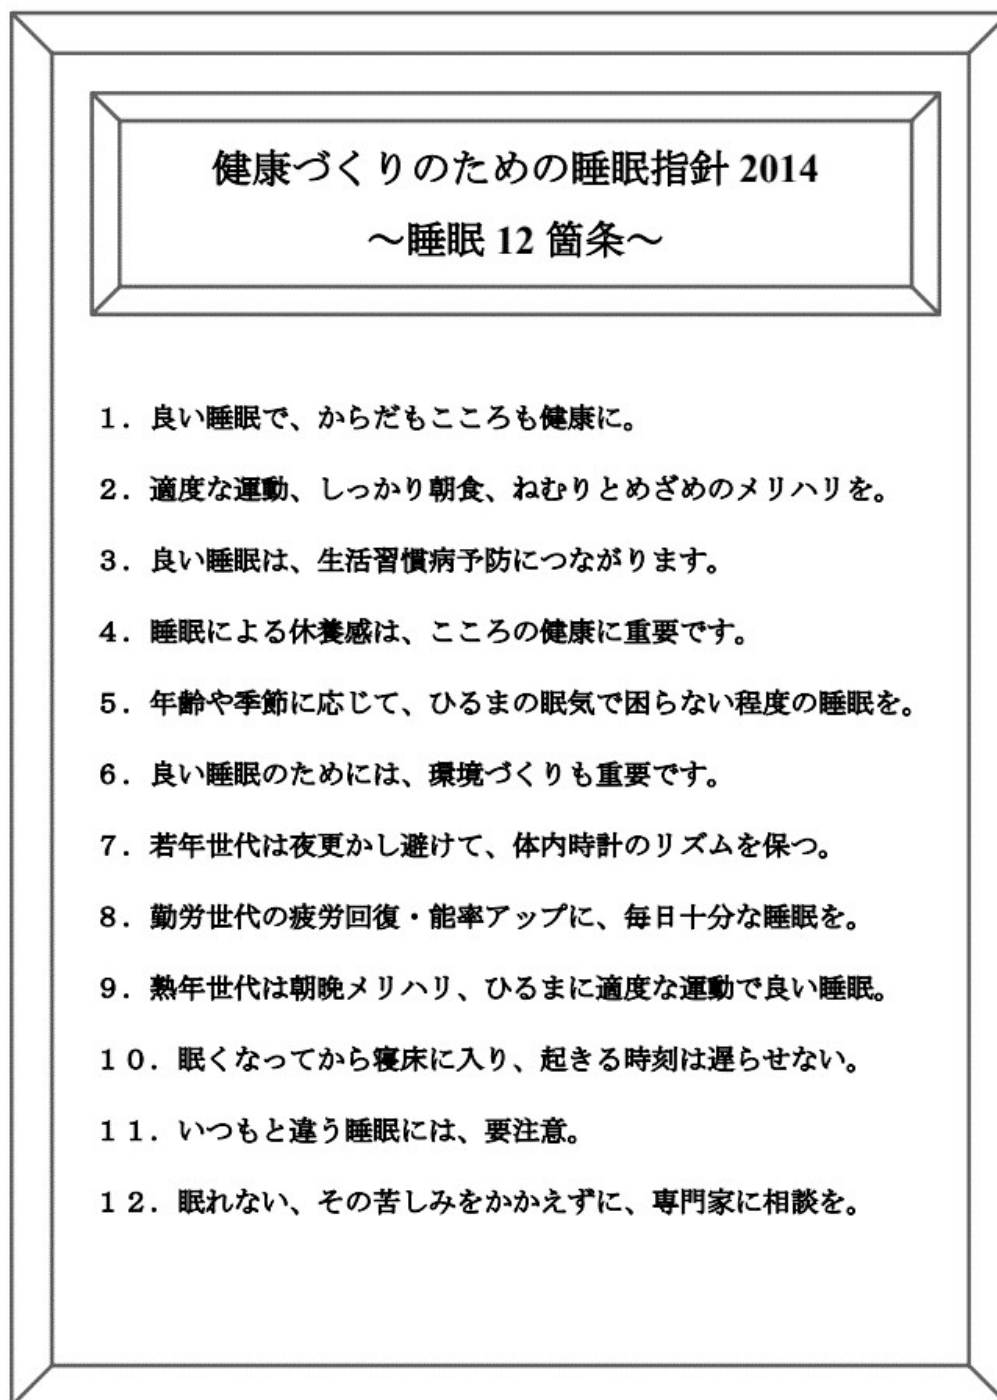 健康づくりのための睡眠指針 2014
～睡眠 12 箇条～
１．良い睡眠で、からだもこころも健康に。
２．適度な運動、しっかり朝食、ねむりとめざめのメリハリを。
３．良い睡眠は、生活習慣病予防につながります。
４．睡眠による休養感は、こころの健康に重要です。
５．年齢や季節に応じて、ひるまの眠気で困らない程度の睡眠を。
６．良い睡眠のためには、環境づくりも重要です。
７．若年世代は夜更かし避けて、体内時計のリズムを保つ。
８．勤労世代の疲労回復・能率アップに、毎日十分な睡眠を。
９．熟年世代は朝晩メリハリ、ひるまに適度な運動で良い睡眠。
１０．眠くなってから寝床に入り、起きる時刻は遅らせない。
１１．いつもと違う睡眠には、要注意。
１２．眠れない、その苦しみをかかえずに、専門家に相談を。